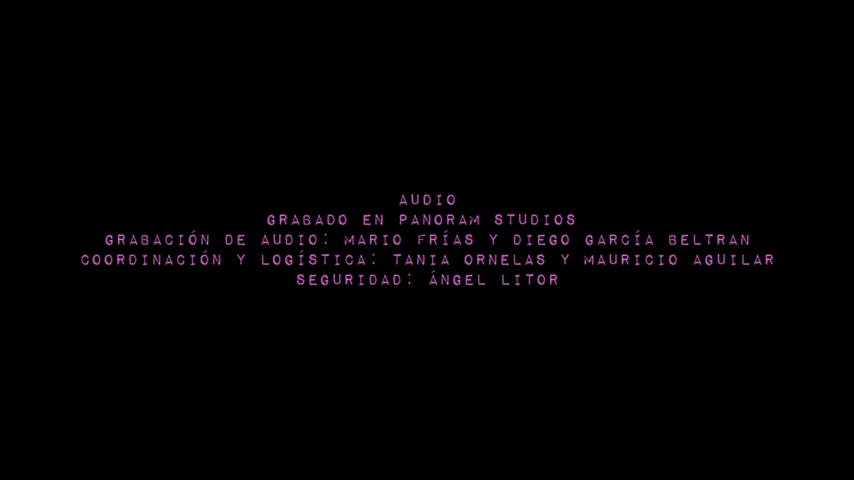 AUDIO
GRABADO EN PANORAM STUDIOS
GRABACIÓN DE AUDIO: MARIO FRÍAS Y DIEGO GARCÍA BELTRAN
COORDINACIÓN Y LOGÍSTICA: TANIA ORNELAS Y MAURICIO AGUILAR
SEGURIDAD: ÁNGEL LITOR